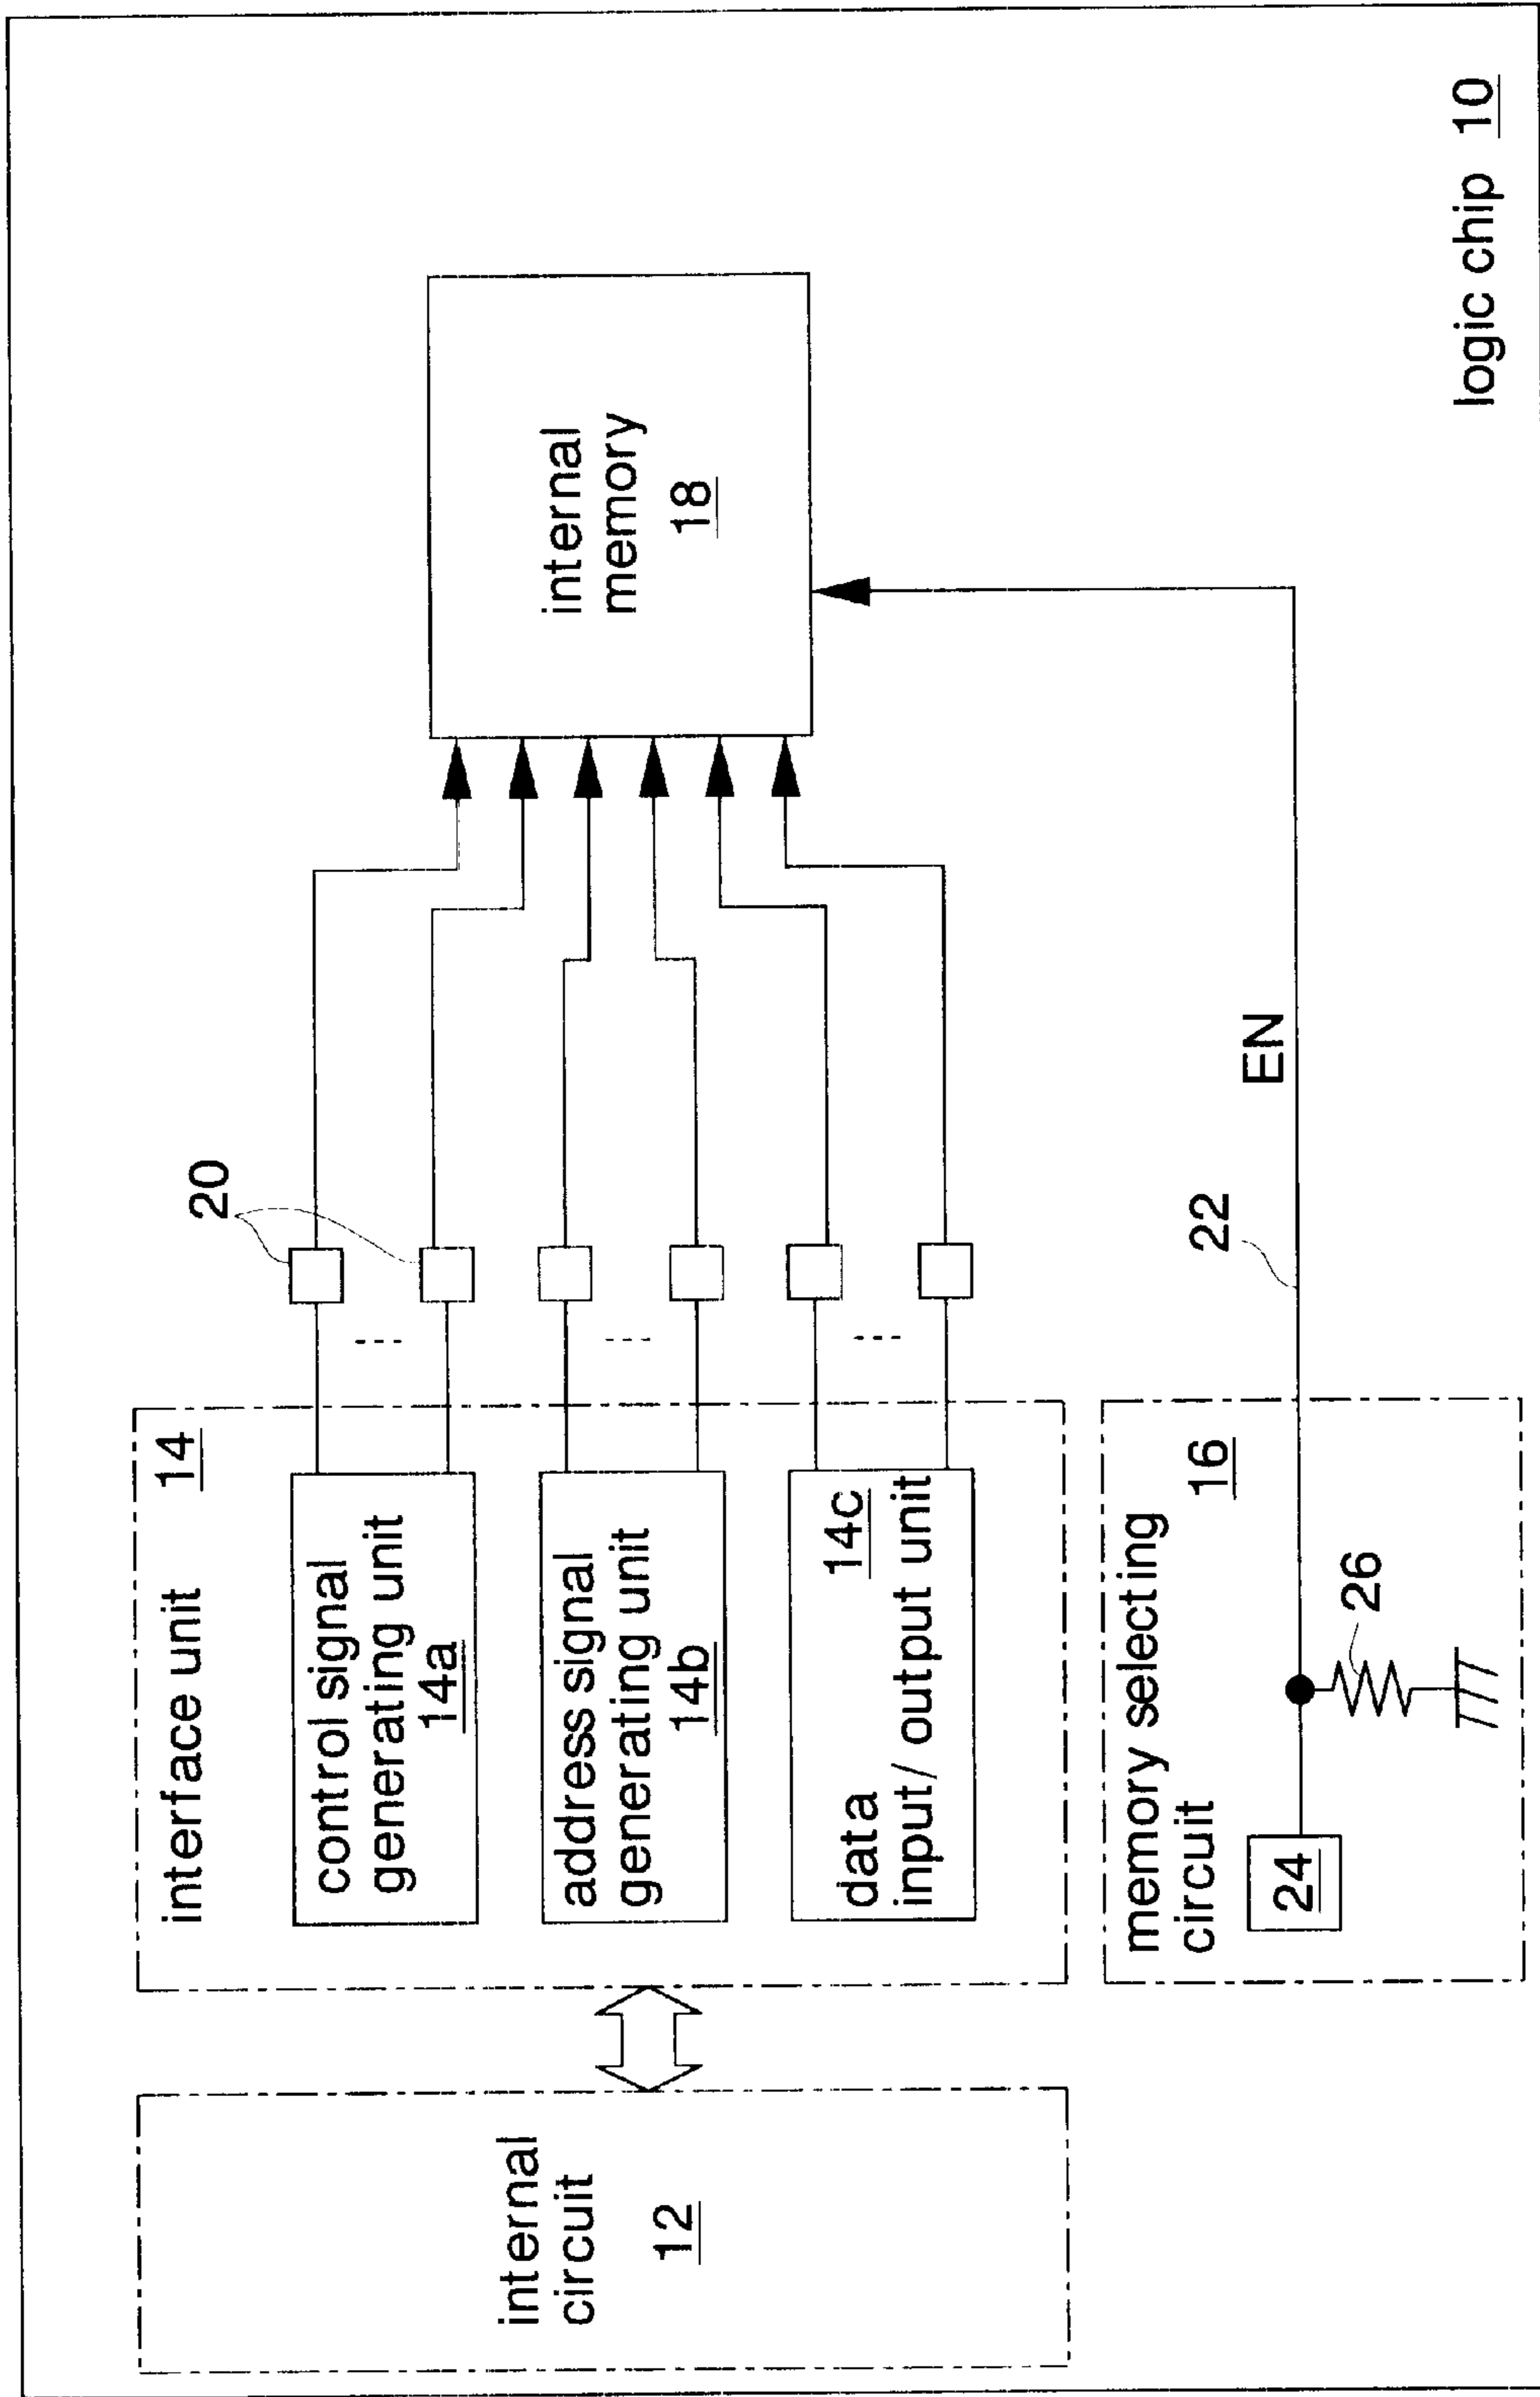 internal
circuit
12
interface unit 14
control signal
generating unit
14a
address signal
generating unit
14b
data 14c
input/ output unit
memory selecting
circuit 16
24
26
20
22
EN
internal
memory
18
logic chip 10